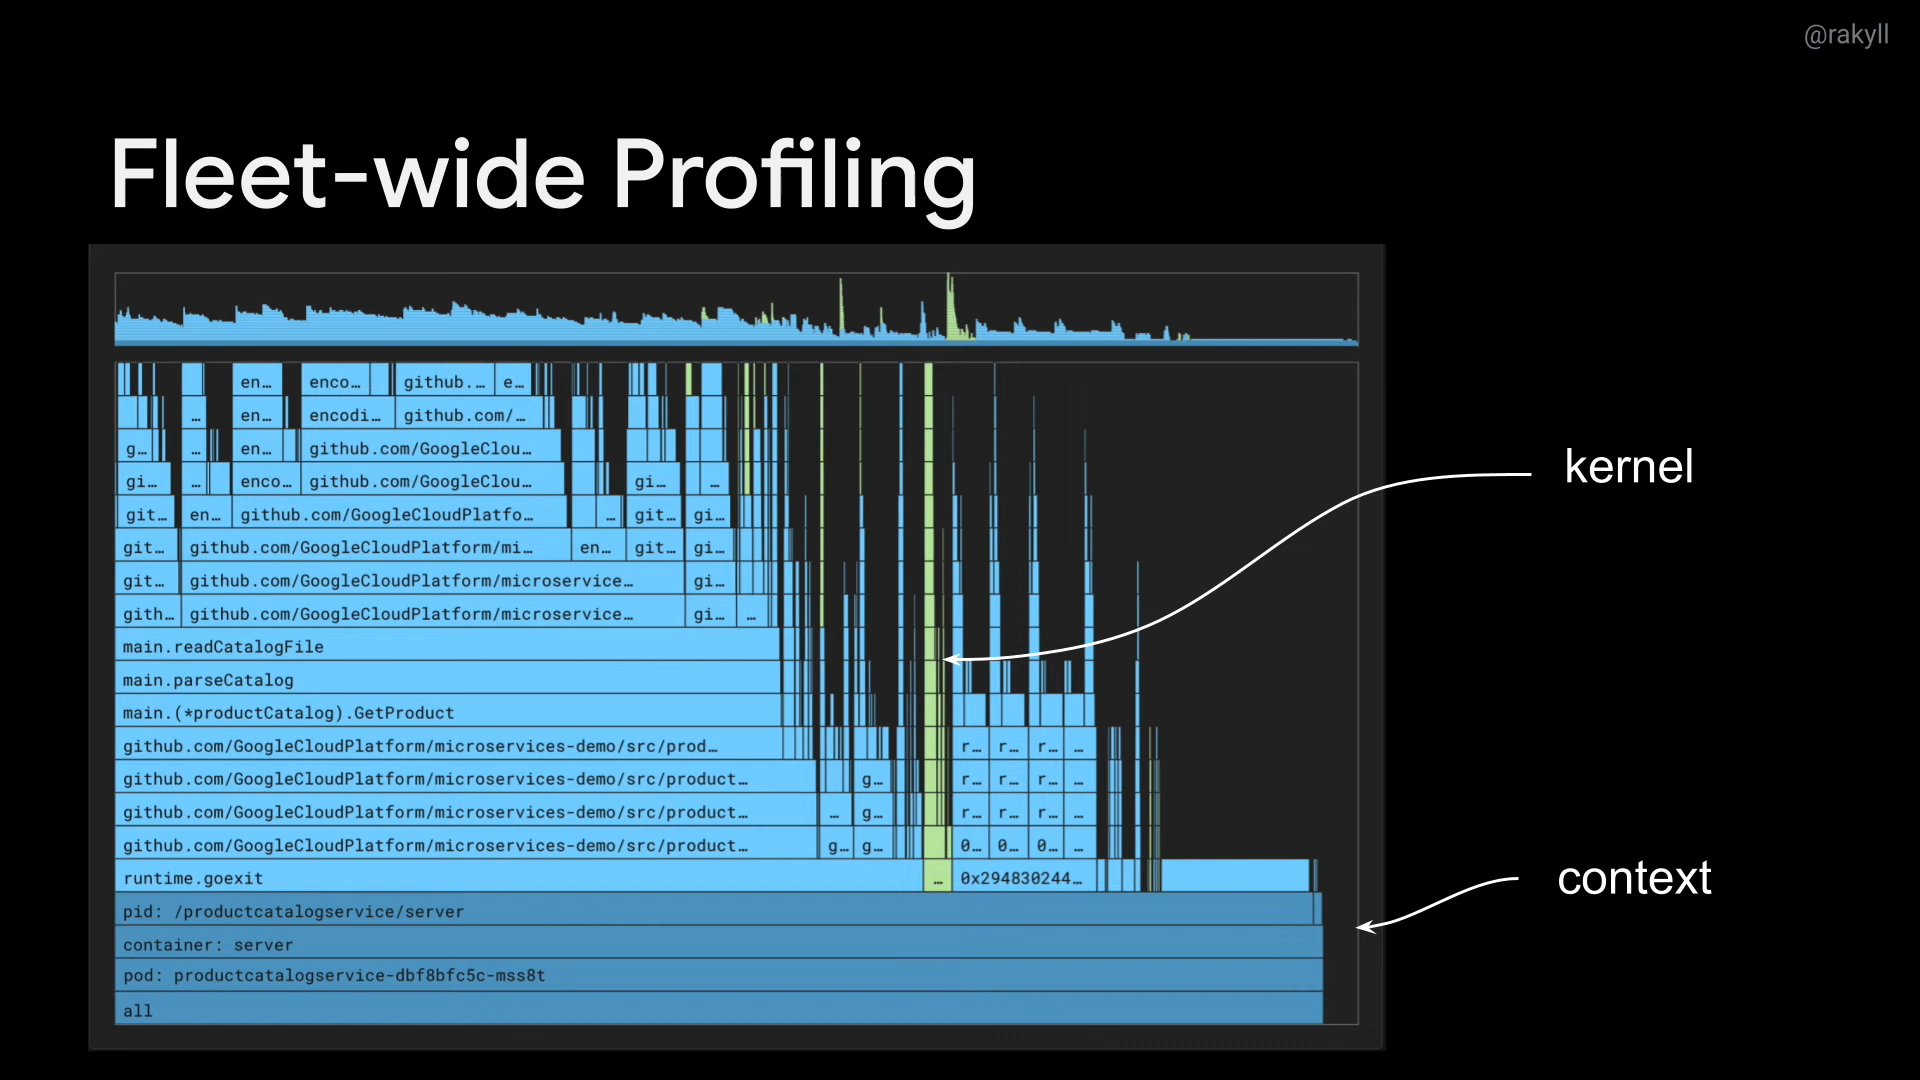 @rakyll
Fleet-wide Profiling
en… enco… github.… e…
… en… encodi… github.com/…
g… … en… github.com/GoogleClou…
gi… … enco… github.com/GoogleClou… gi… …
git… en… github.com/GoogleCloudPlatfo… … git… gi…
git… github.com/GoogleCloudPlatform/mi… en… git… gi…
git… github.com/GoogleCloudPlatform/microservice… gi…
gith… github.com/GoogleCloudPlatform/microservice… gi… …
main.readCatalogFile
main.parseCatalog
main.(*productCatalog).GetProduct
github.com/GoogleCloudPlatform/microservices-demo/src/prod… r… r… r… …
github.com/GoogleCloudPlatform/microservices-demo/src/product… g… r… r… r… …
github.com/GoogleCloudPlatform/microservices-demo/src/product… … g… r… r… r… …
github.com/GoogleCloudPlatform/microservices-demo/src/product… g… g… 0… 0… 0… …
runtime.goexit … 0x294830244…
pid: /productcatalogservice/server
container: server
pod: productcatalogservice-dbf8bfc5c-mss8t
all
kernel
context